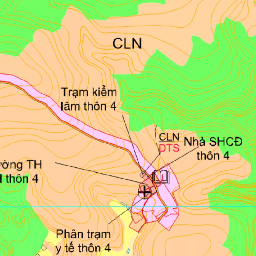 CLN
Trạm kiểm
lâm thôn 4
CLN
DTS
Nhà SHCĐ
thôn 4
ường TH
thôn 4
Phân trạm
y tế thôn 4